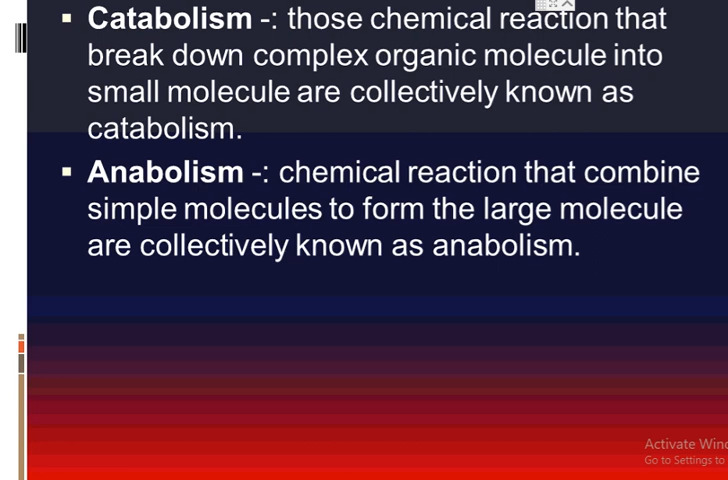 ▪ Catabolism -: those chemical reaction that
break down complex organic molecule into
small molecule are collectively known as
catabolism.
▪ Anabolism -: chemical reaction that combine
simple molecules to form the large molecule
are collectively known as anabolism.
Activate Wind
Go to Settings to